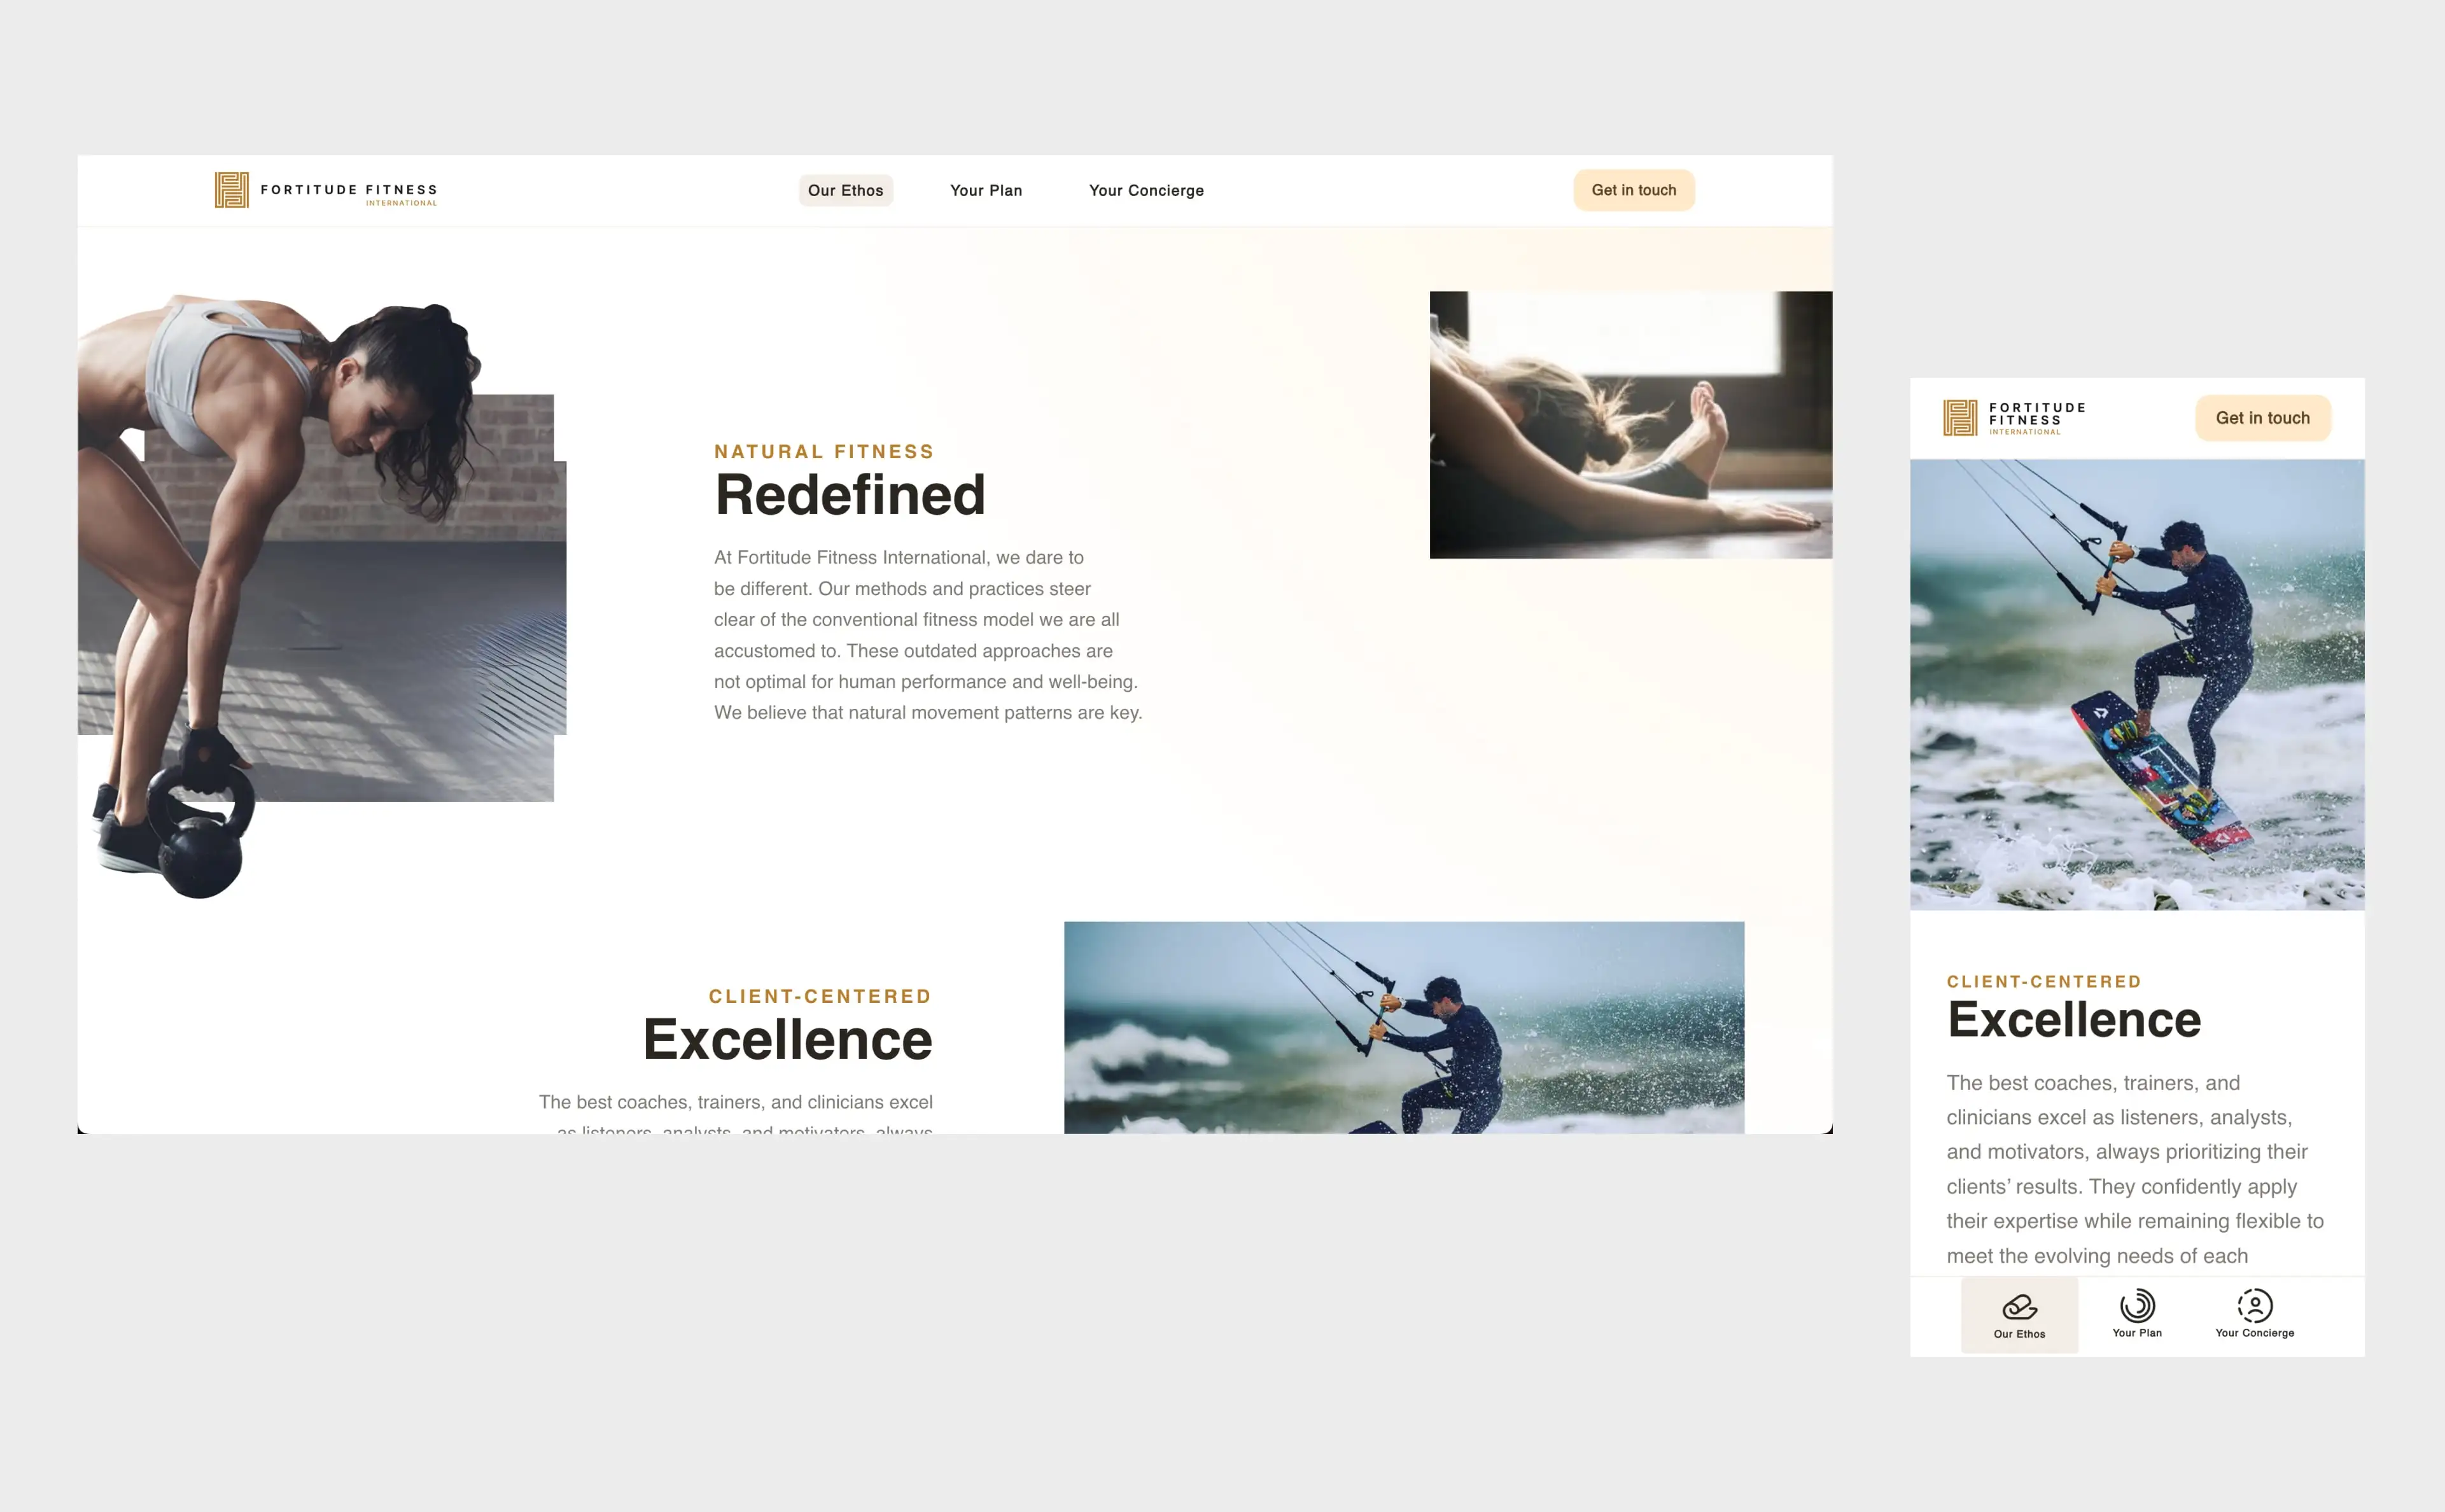 FORTITUDE FITNESS
INTERNATIONAL
Our Ethos
Your Plan
Your Concierge
Get in touch
NATURAL FITNESS
Redefined
At Fortitude Fitness International, we dare to
be different. Our methods and practices steer
clear of the conventional fitness model we are all
accustomed to. These outdated approaches are
not optimal for human performance and well-being.
We believe that natural movement patterns are key.
CLIENT-CENTERED
Excellence
The best coaches, trainers, and clinicians excel
as listeners, analysts, and motivators, always
FORTITUDE
FITNESS
INTERNATIONAL
Get in touch
CLIENT-CENTERED
Excellence
The best coaches, trainers, and
clinicians excel as listeners, analysts,
and motivators, always prioritizing their
clients’ results. They confidently apply
their expertise while remaining flexible to
meet the evolving needs of each
Our Ethos
Your Plan
Your Concierge